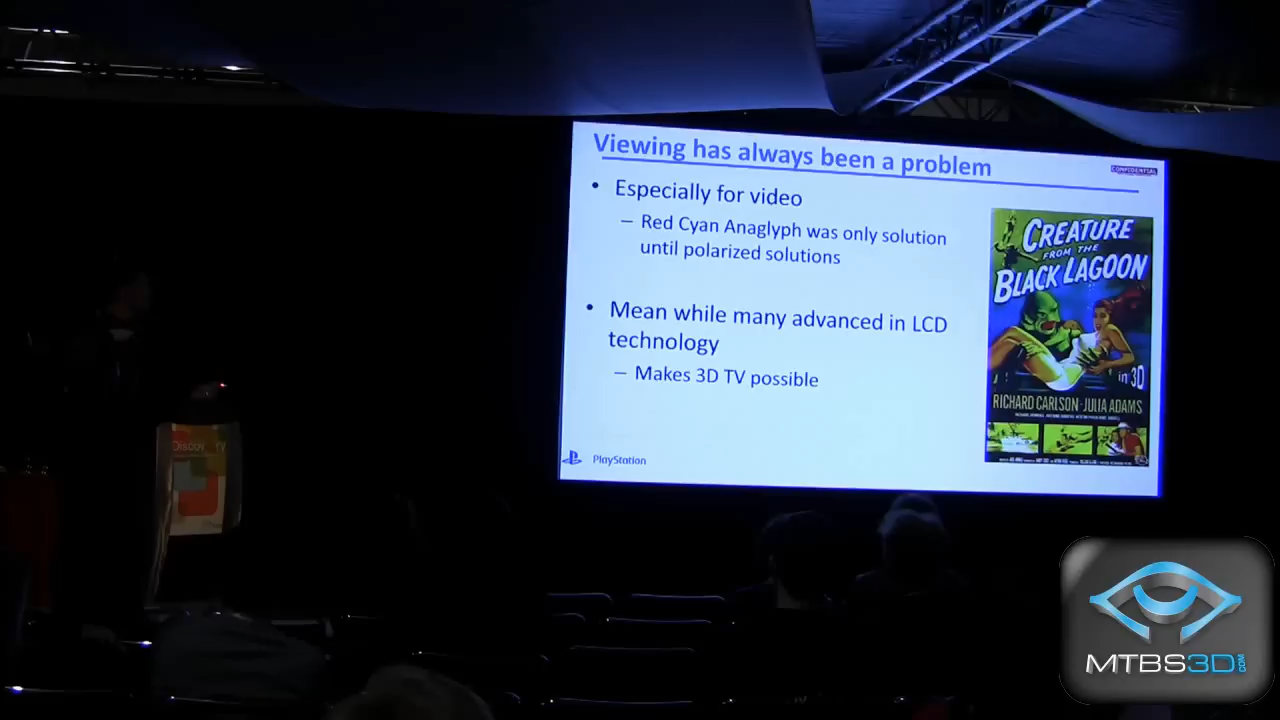 Viewing has always been a problem
CONFIDENTIAL
• Especially for video
– Red Cyan Anaglyph was only solution
until polarized solutions
• Mean while many advanced in LCD
technology
– Makes 3D TV possible
CREATURE
FROM THE
BLACK LAGOON
in 3D
RICHARD CARLSON · JULIA ADAMS
PlayStation
MTBS3D.COM